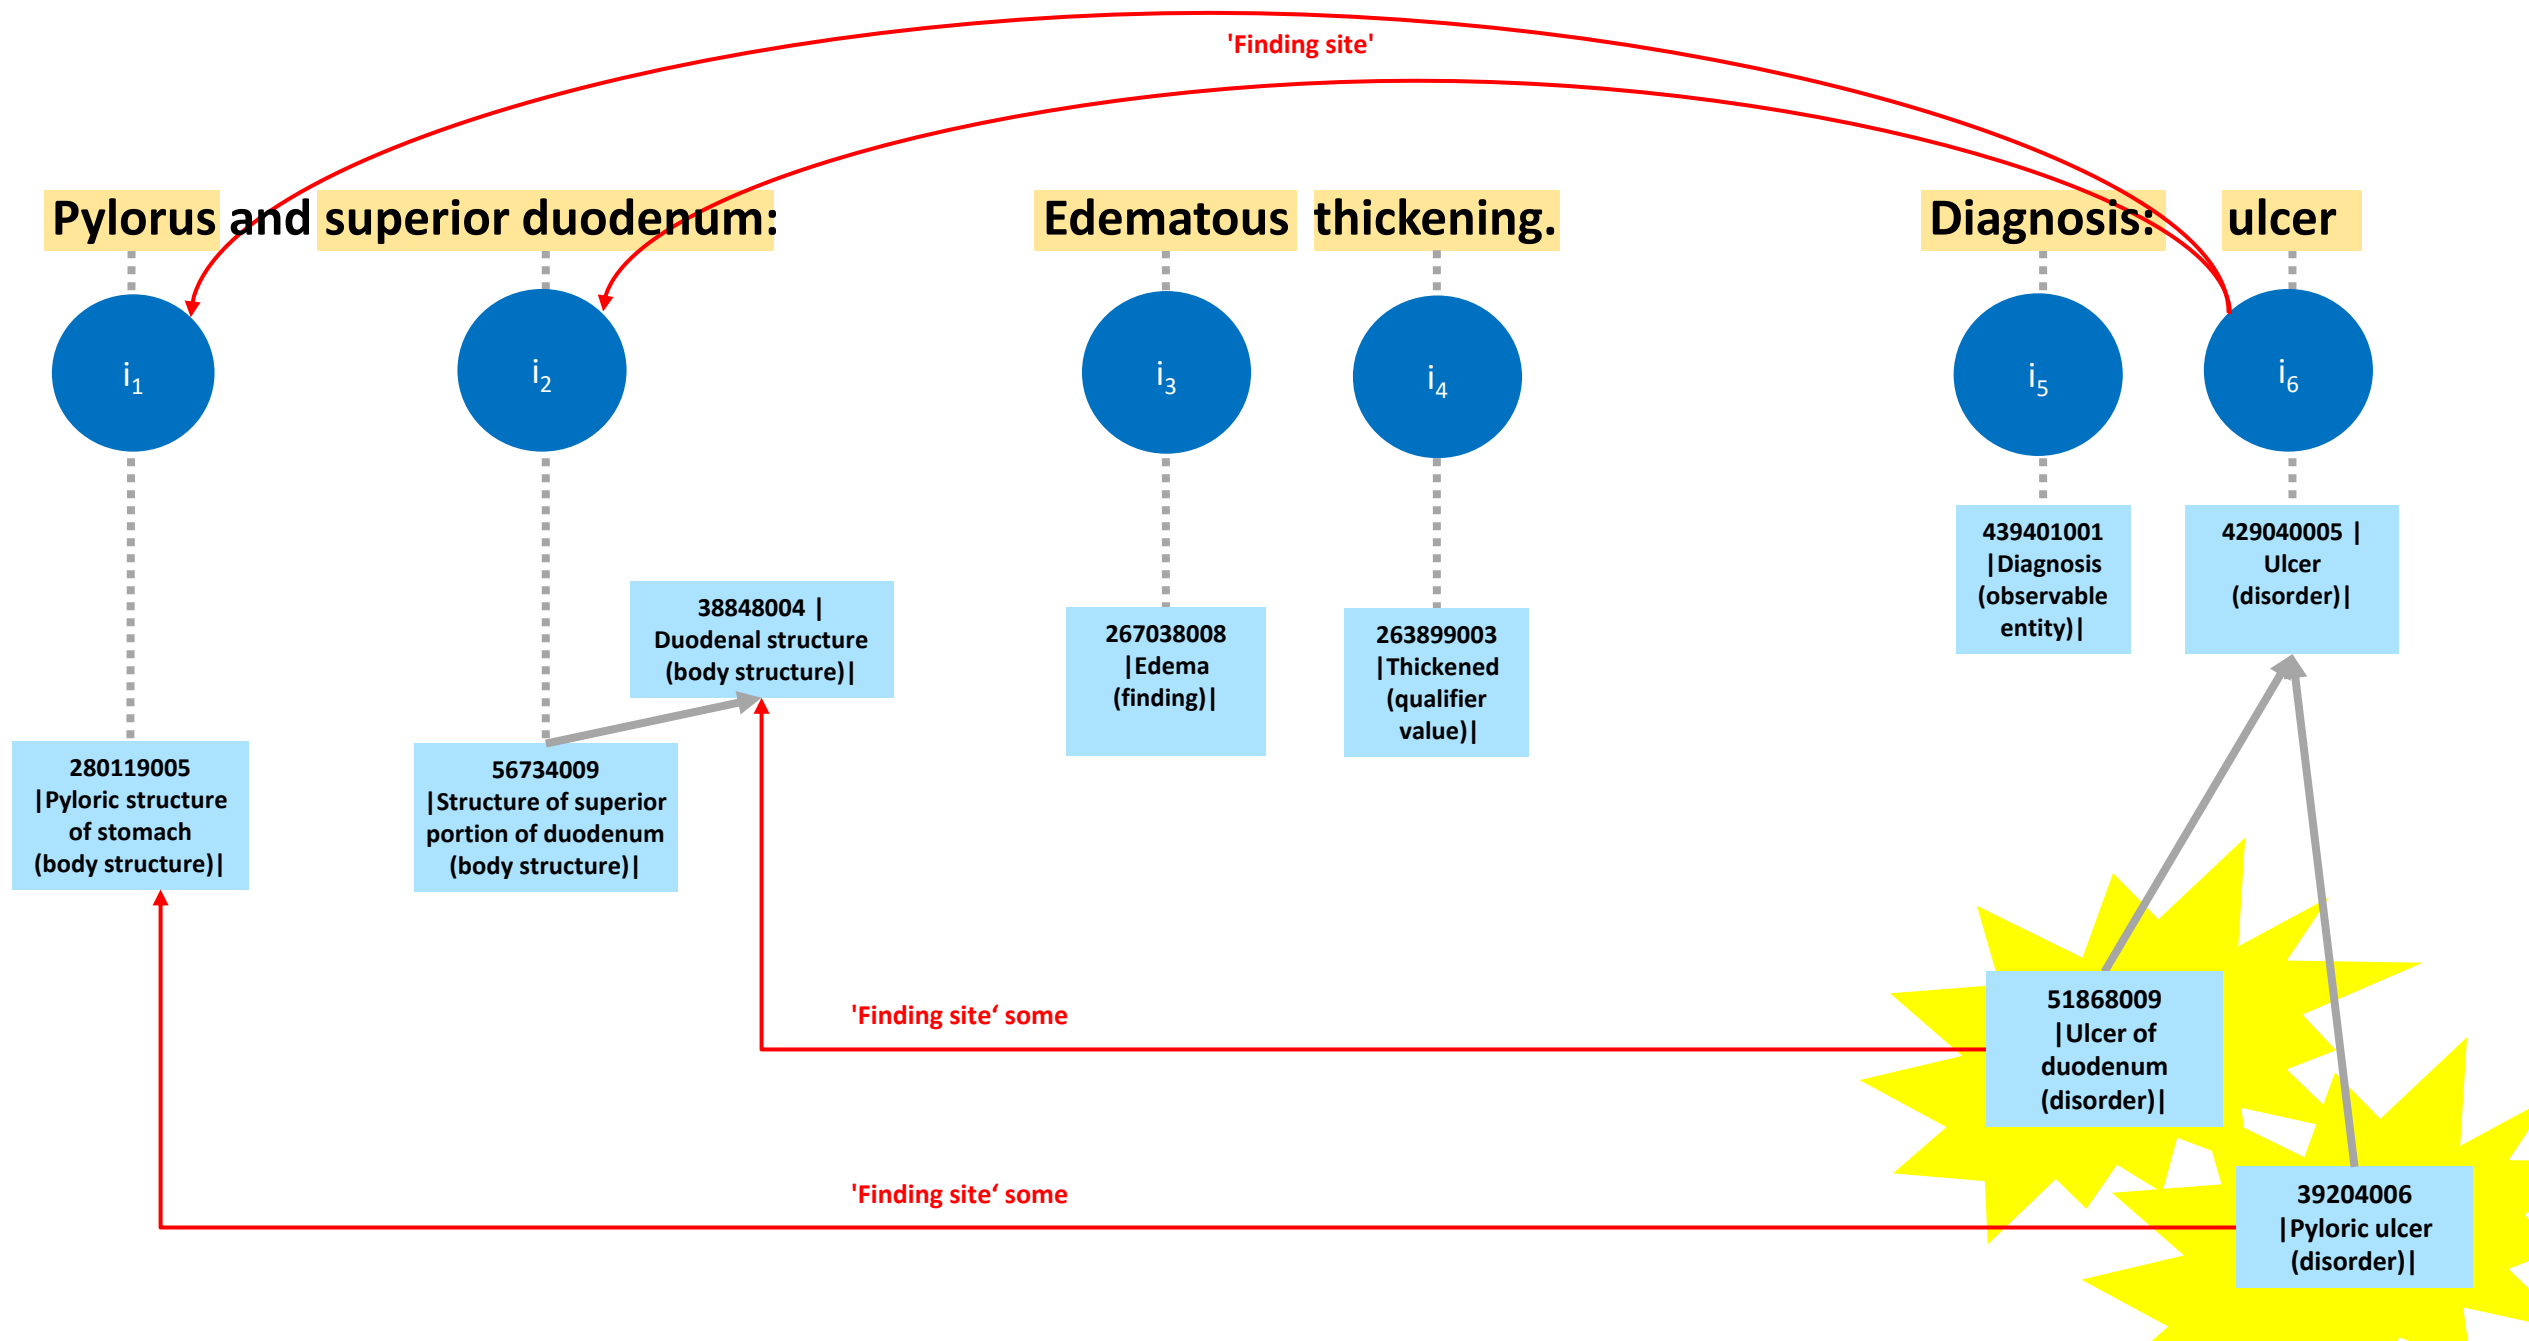 'Finding site'
Pylorus and superior duodenum: Edematous thickening. Diagnosis: ulcer
i1
i2
i3
i4
i5
i6
439401001
|Diagnosis
(observable
entity)|
429040005 |
Ulcer
(disorder)|
38848004 |
Duodenal structure
(body structure)|
267038008
|Edema
(finding)|
263899003
|Thickened
(qualifier
value)|
280119005
|Pyloric structure
of stomach
(body structure)|
56734009
|Structure of superior
portion of duodenum
(body structure)|
'Finding site‘ some
51868009
|Ulcer of
duodenum
(disorder)|
'Finding site‘ some
39204006
|Pyloric ulcer
(disorder)|